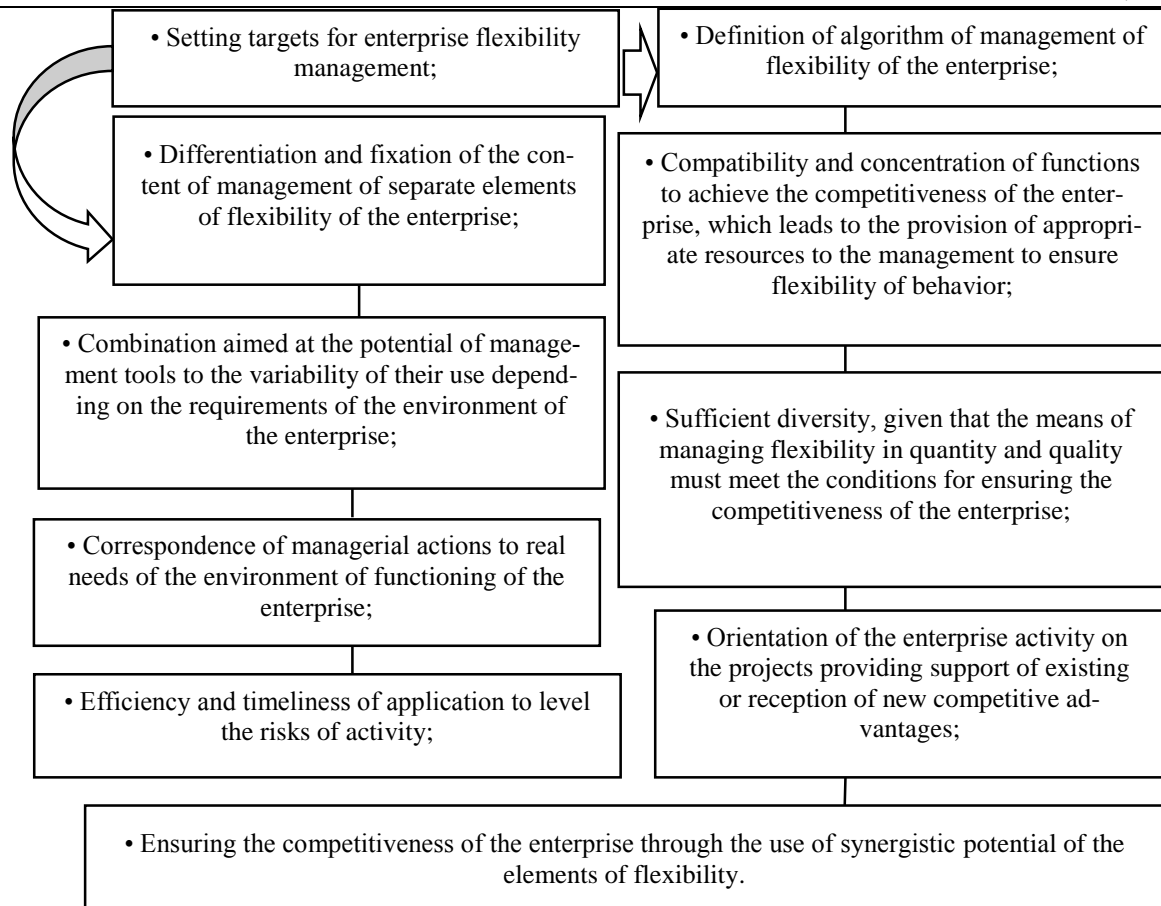 • Setting targets for enterprise flexibility
management;
• Differentiation and fixation of the con-
tent of management of separate elements
of flexibility of the enterprise;
• Combination aimed at the potential of manage-
ment tools to the variability of their use depend-
ing on the requirements of the environment of
the enterprise;
• Correspondence of managerial actions to real
needs of the environment of functioning of the
enterprise;
• Efficiency and timeliness of application to level
the risks of activity;
• Definition of algorithm of management of
flexibility of the enterprise;
• Compatibility and concentration of functions
to achieve the competitiveness of the enter-
prise, which leads to the provision of appropri-
ate resources to the management to ensure
flexibility of behavior;
• Sufficient diversity, given that the means of
managing flexibility in quantity and quality
must meet the conditions for ensuring the
competitiveness of the enterprise;
• Orientation of the enterprise activity on
the projects providing support of existing
or reception of new competitive ad-
vantages;
• Ensuring the competitiveness of the enterprise through the use of synergistic potential of the
elements of flexibility.